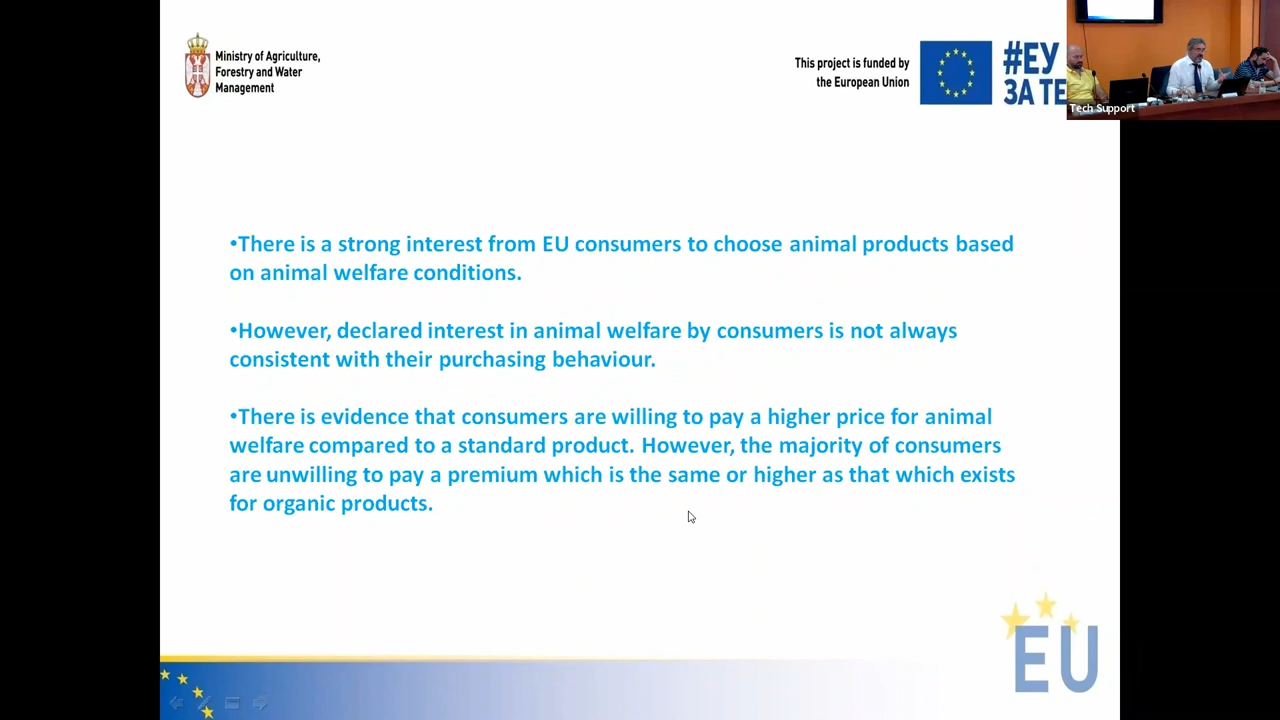 Ministry of Agriculture,
Forestry and Water
Management
This project is funded by
the European Union
#ЕУ
ЗА ТЕ
Tech Support
•There is a strong interest from EU consumers to choose animal products based
on animal welfare conditions.
•However, declared interest in animal welfare by consumers is not always
consistent with their purchasing behaviour.
•There is evidence that consumers are willing to pay a higher price for animal
welfare compared to a standard product. However, the majority of consumers
are unwilling to pay a premium which is the same or higher as that which exists
for organic products.
EU